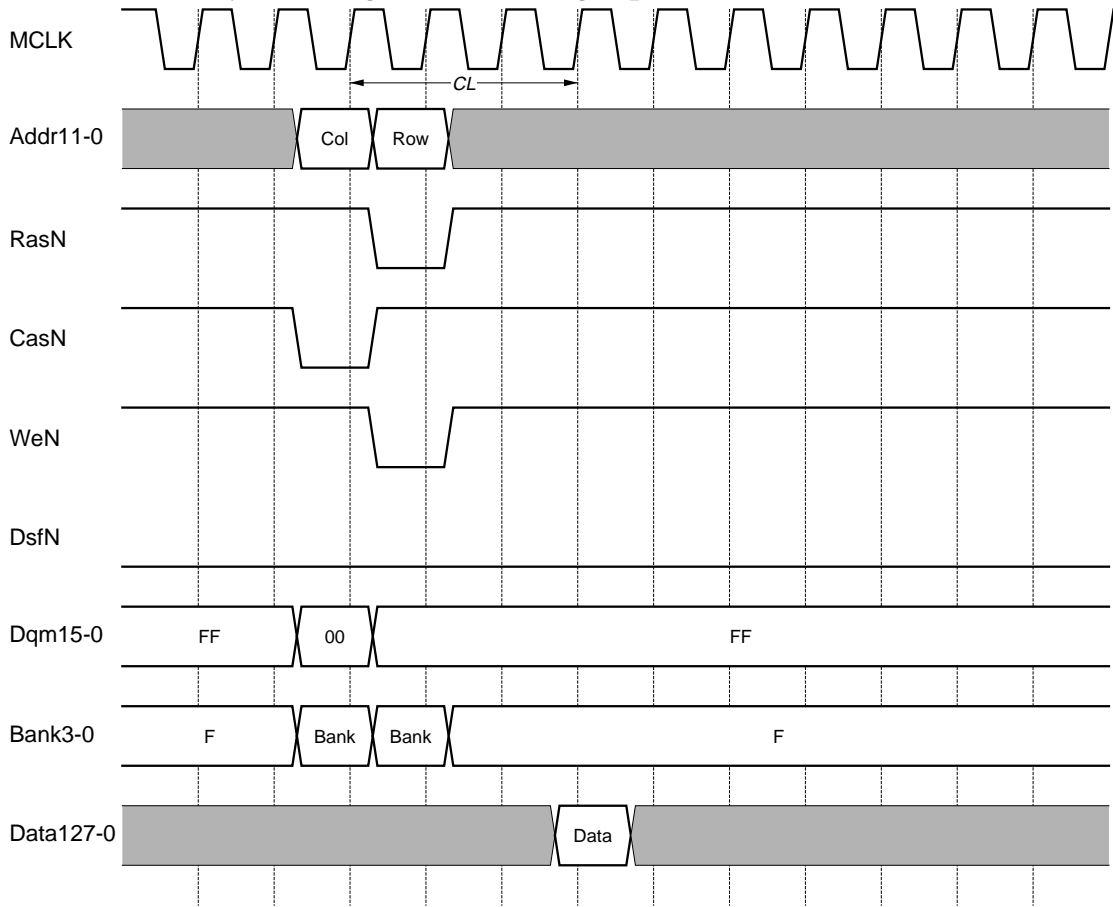 MCLK
CL
Addr11-0
Col
Row
RasN
CasN
WeN
DsfN
Dqm15-0
FF
00
FF
Bank3-0
F
Bank
Bank
F
Data127-0
Data